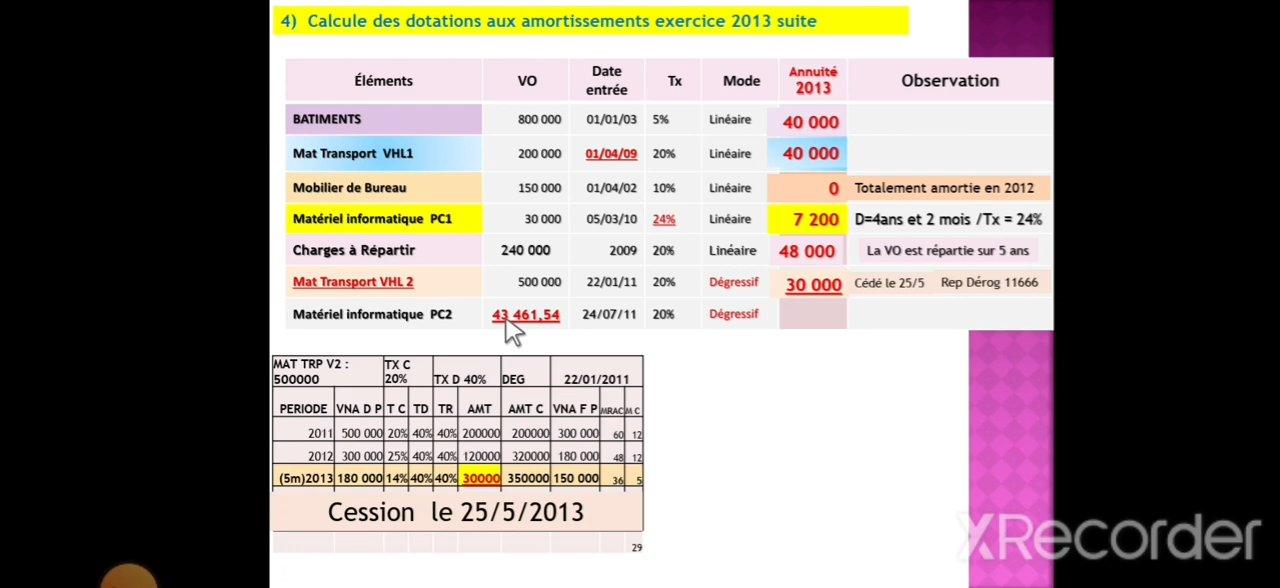 4) Calcule des dotations aux amortissements exercice 2013 suite
Éléments VO Date entrée Tx Mode Annuité 2013 Observation
BATIMENTS 800 000 01/01/03 5% Linéaire 40 000
Mat Transport VHL1 200 000 01/04/09 20% Linéaire 40 000
Mobilier de Bureau 150 000 01/04/02 10% Linéaire 0 Totalement amortie en 2012
Matériel informatique PC1 30 000 05/03/10 24% Linéaire 7 200 D=4ans et 2 mois /Tx = 24%
Charges à Répartir 240 000 2009 20% Linéaire 48 000 La VO est répartie sur 5 ans
Mat Transport VHL 2 500 000 22/01/11 20% Dégressif 30 000 Cédé le 25/5 Rep Dérog 11666
Matériel informatique PC2 43 461,54 24/07/11 20% Dégressif
MAT TRP V2 : 500000 TX C 20% TX D 40% DEG 22/01/2011
PERIODE VNA D P T C TD TR AMT AMT C VNA F P MRAC M C
2011 500 000 20% 40% 40% 200000 200000 300 000 60 12
2012 300 000 25% 40% 40% 120000 320000 180 000 48 12
(5m)2013 180 000 14% 40% 40% 30000 350000 150 000 36 5
Cession le 25/5/2013
29
XRecorder